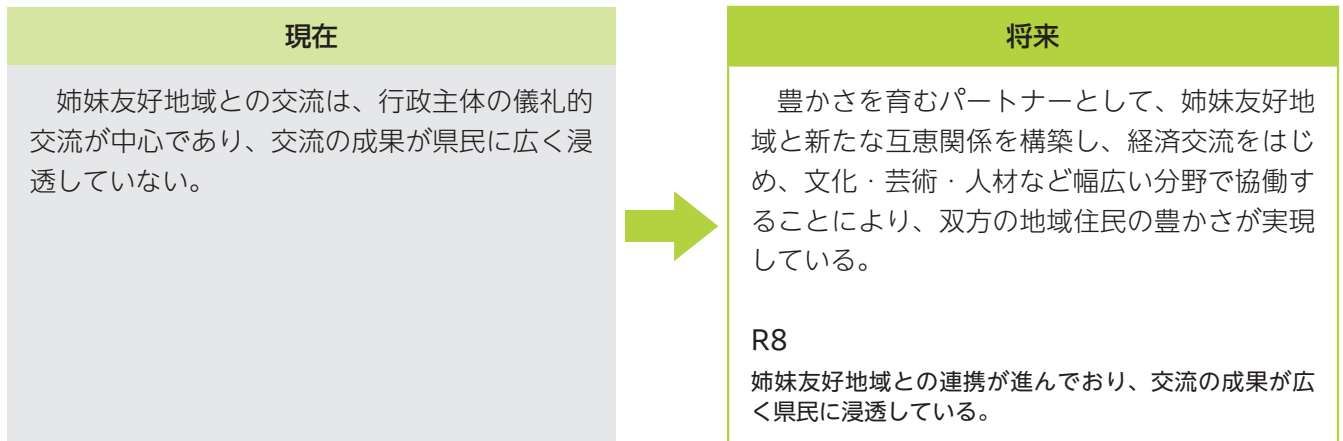 現在
　姉妹友好地域との交流は、行政主体の儀礼的
交流が中心であり、交流の成果が県民に広く浸
透していない。
将来
　豊かさを育むパートナーとして、姉妹友好地
域と新たな互恵関係を構築し、経済交流をはじ
め、文化・芸術・人材など幅広い分野で協働す
ることにより、双方の地域住民の豊かさが実現
している。
R8
姉妹友好地域との連携が進んでおり、交流の成果が広
く県民に浸透している。